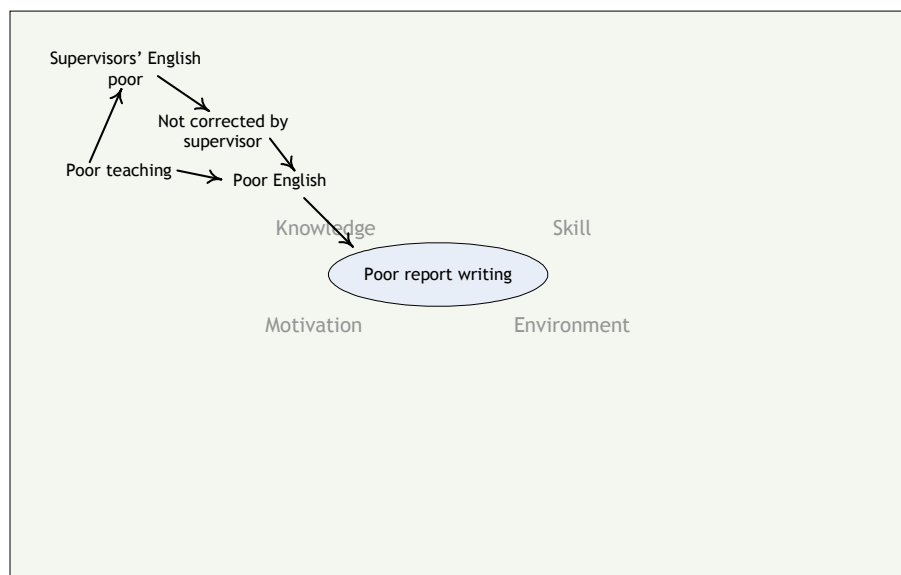 Supervisors’ English
poor
Not corrected by
supervisor
Poor teaching
Poor English
Knowledge
Skill
Poor report writing
Motivation
Environment